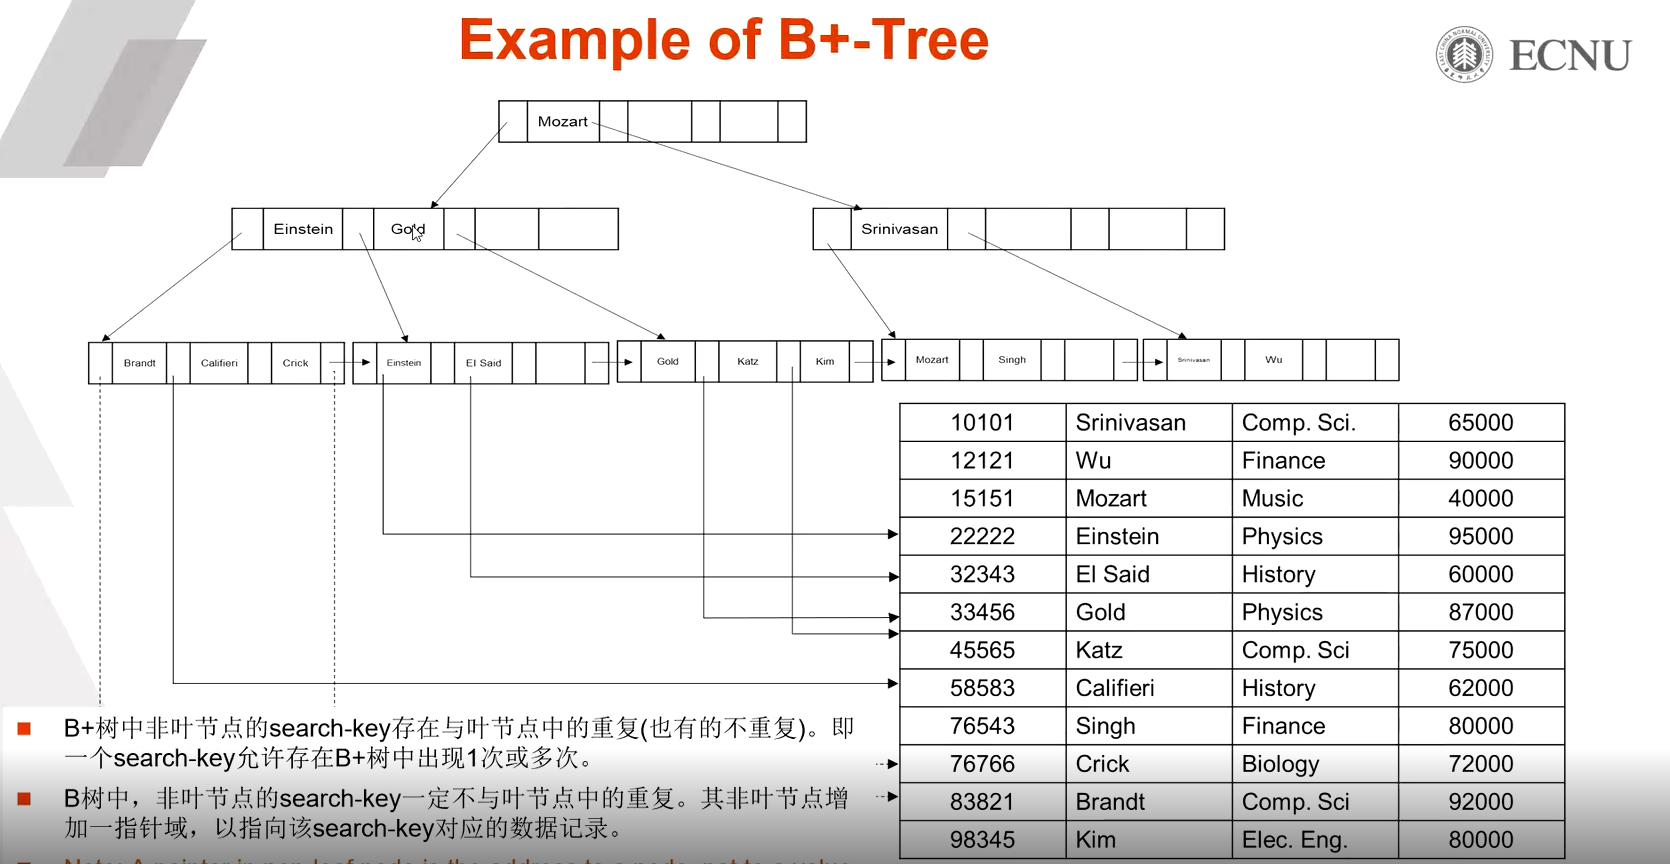 Example of B+-Tree
ECNU
Mozart
Einstein
Gold
Srinivasan
Brandt
Califieri
Crick
Einstein
El Said
Gold
Katz
Kim
Mozart
Singh
Srinivasan
Wu
10101 Srinivasan Comp. Sci. 65000
12121 Wu Finance 90000
15151 Mozart Music 40000
22222 Einstein Physics 95000
32343 El Said History 60000
33456 Gold Physics 87000
45565 Katz Comp. Sci 75000
58583 Califieri History 62000
76543 Singh Finance 80000
76766 Crick Biology 72000
83821 Brandt Comp. Sci 92000
98345 Kim Elec. Eng. 80000
B+树中非叶节点的search-key存在与叶节点中的重复(也有的不重复)。即
一个search-key允许存在B+树中出现1次或多次。
B树中，非叶节点的search-key一定不与叶节点中的重复。其非叶节点增
加一指针域，以指向该search-key对应的数据记录。